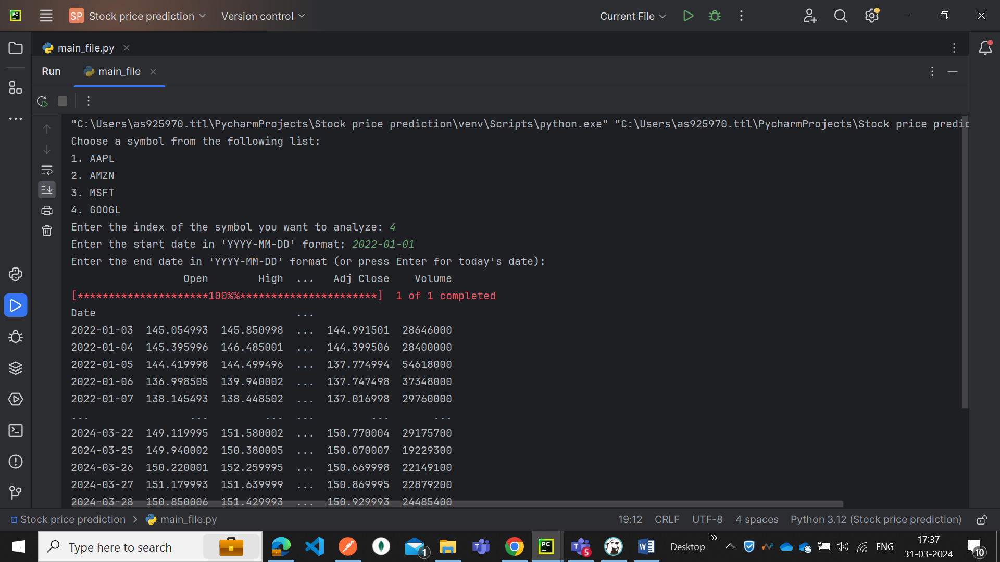 PC SP Stock price prediction Version control Current File
main_file.py
Run main_file
"C:\Users\as925970.ttl\PycharmProjects\Stock price prediction\venv\Scripts\python.exe" "C:\Users\as925970.ttl\PycharmProjects\Stock price predic
Choose a symbol from the following list:
1. AAPL
2. AMZN
3. MSFT
4. GOOGL
Enter the index of the symbol you want to analyze: 4
Enter the start date in 'YYYY-MM-DD' format: 2022-01-01
Enter the end date in 'YYYY-MM-DD' format (or press Enter for today's date):
Open High ... Adj Close Volume
[*********************100%%**********************] 1 of 1 completed
Date ...
2022-01-03 145.054993 145.850998 ... 144.991501 28646000
2022-01-04 145.395996 146.485001 ... 144.399506 28400000
2022-01-05 144.419998 144.499496 ... 137.774994 54618000
2022-01-06 136.998505 139.940002 ... 137.747498 37348000
2022-01-07 138.145493 138.448502 ... 137.016998 29760000
... ... ... ... ... ...
2024-03-22 149.119995 151.580002 ... 150.770004 29175700
2024-03-25 149.940002 150.380005 ... 150.070007 19229300
2024-03-26 150.220001 152.259995 ... 150.669998 22149100
2024-03-27 151.179993 151.639999 ... 150.869995 22879200
2024-03-28 150.850006 151.429993 ... 150.929993 24485400
Stock price prediction > main_file.py 19:12 CRLF UTF-8 4 spaces Python 3.12 (Stock price prediction)
Type here to search 1 PC 5 W Desktop ENG 17:37
31-03-2024 10